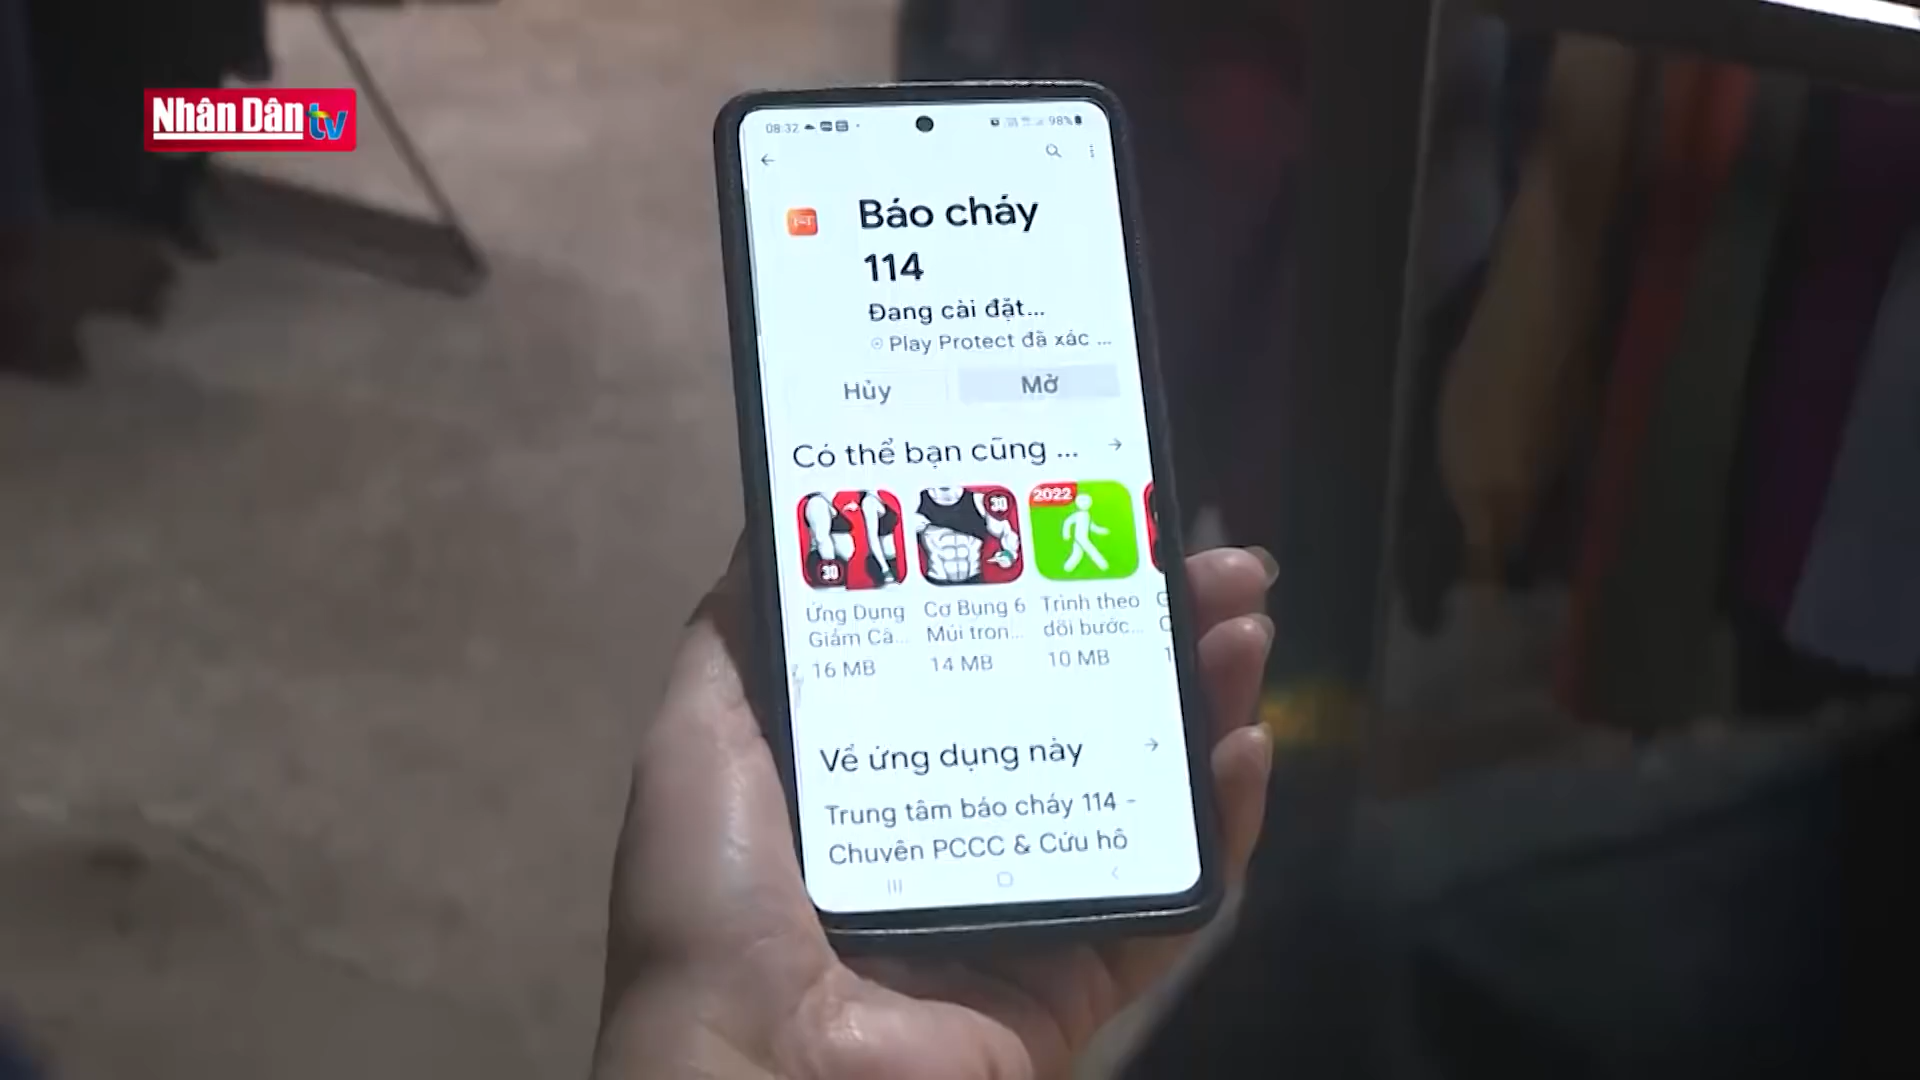 Nhân Dân tv
08:32
98%
Báo cháy
114
Đang cài đặt...
Play Protect đã xác ...
Hủy
Mở
Có thể bạn cũng ...
2022
30
30
Ứng Dụng
Giảm Câ...
16 MB
Cơ Bụng 6
Múi tron...
14 MB
Trình theo
dõi bước...
10 MB
Về ứng dụng này
Trung tâm báo cháy 114 -
Chuyên PCCC & Cứu hộ